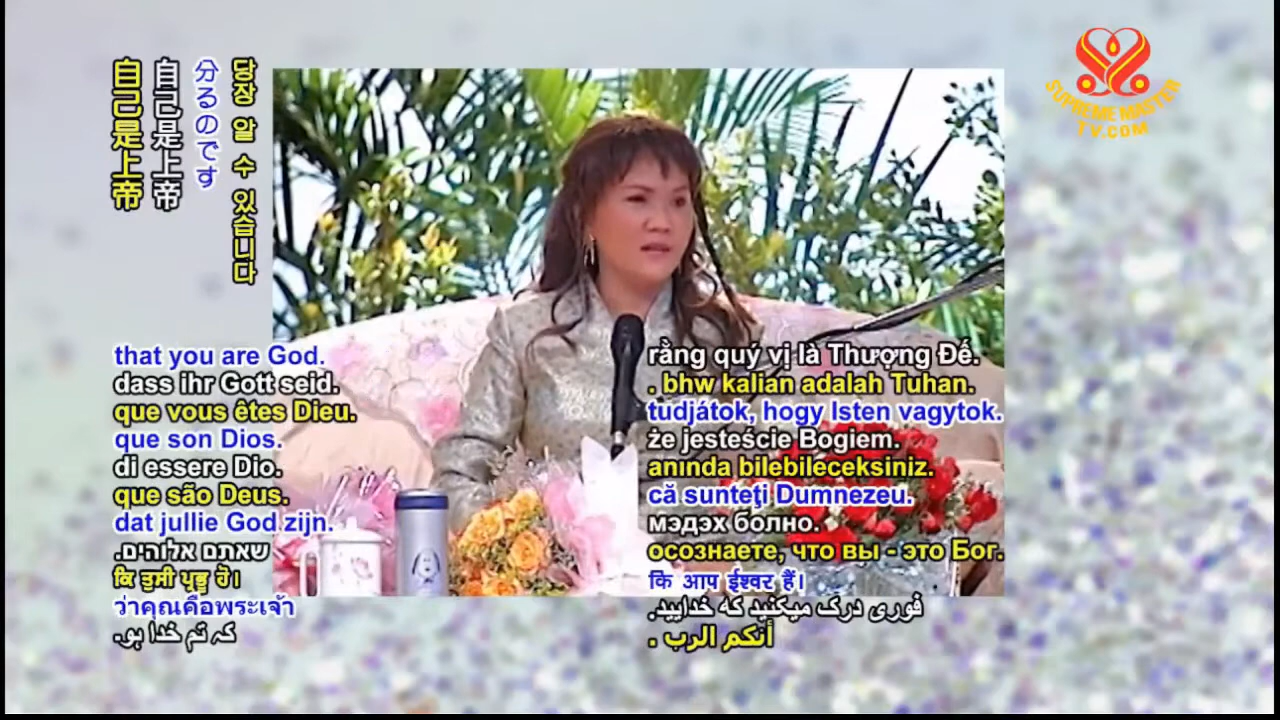 自己是上帝
自己是上帝
分るのです
당장 알 수 있습니다
SUPREME MASTER
TV.COM
that you are God.
dass ihr Gott seid.
que vous êtes Dieu.
que son Dios.
di essere Dio.
que são Deus.
dat jullie God zijn.
שאתם אלוהים.
ਕਿ ਤੁਸੀ ਪ੍ਰਭੂ ਹੋ।
ว่าคุณคือพระเจ้า
کہ تم خدا ہو.
rằng quý vị là Thượng Đế.
. bhw kalian adalah Tuhan.
tudjátok, hogy Isten vagytok.
że jesteście Bogiem.
anında bilebileceksiniz.
că sunteţi Dumnezeu.
мэдэх болно.
осознаете, что вы - это Бог.
कि आप ईश्वर हैं।
فوری درک میکنید که خدایید.
أنكم الرب .